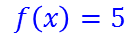 f(x) = 5